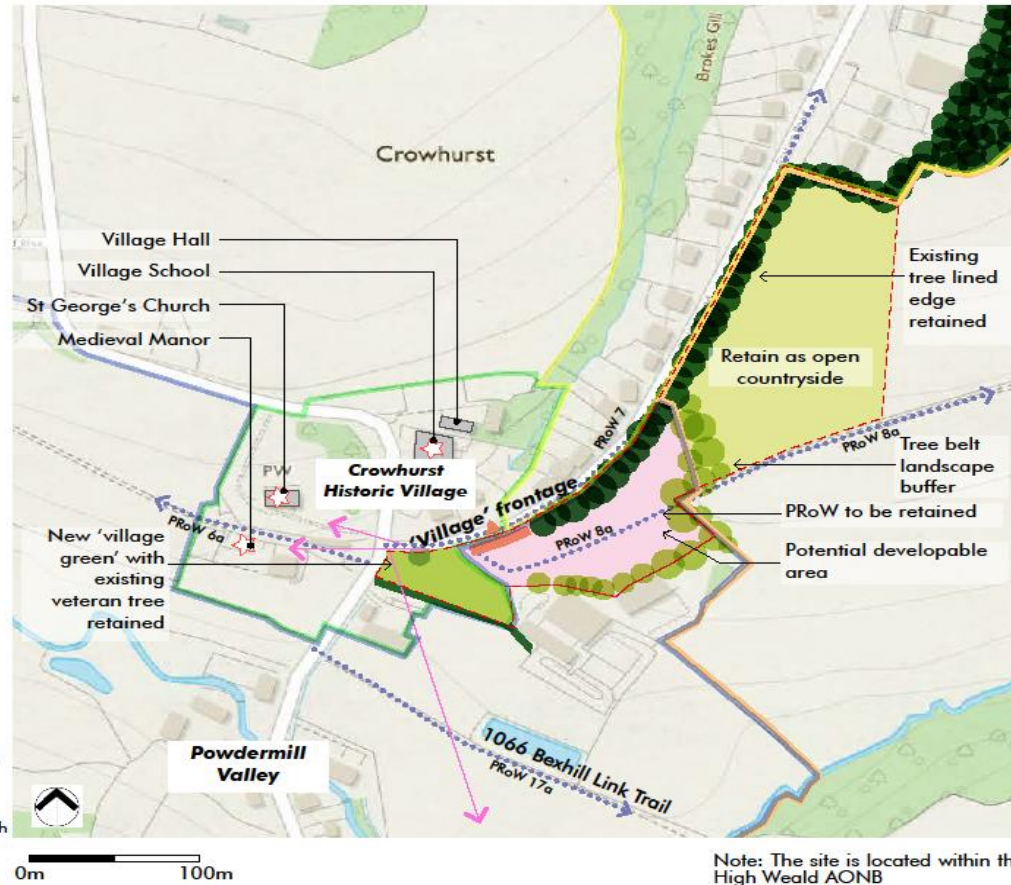 Brokes Gill
Crowhurst
Village Hall
Village School
St George's Church
Medieval Manor
PW
Crowhurst
Historic Village
PRoW 6a
New 'village
green' with
existing
veteran tree
retained
'Village' frontage
PRoW 7
PRoW 8a
Existing
tree lined
edge
retained
Retain as open
countryside
PRoW 8a
Tree belt
landscape
buffer
PRoW to be retained
Potential developable
area
Powdermill
Valley
1066 Bexhill Link Trail
PRoW 17a
0m
100m
Note: The site is located within th
High Weald AONB